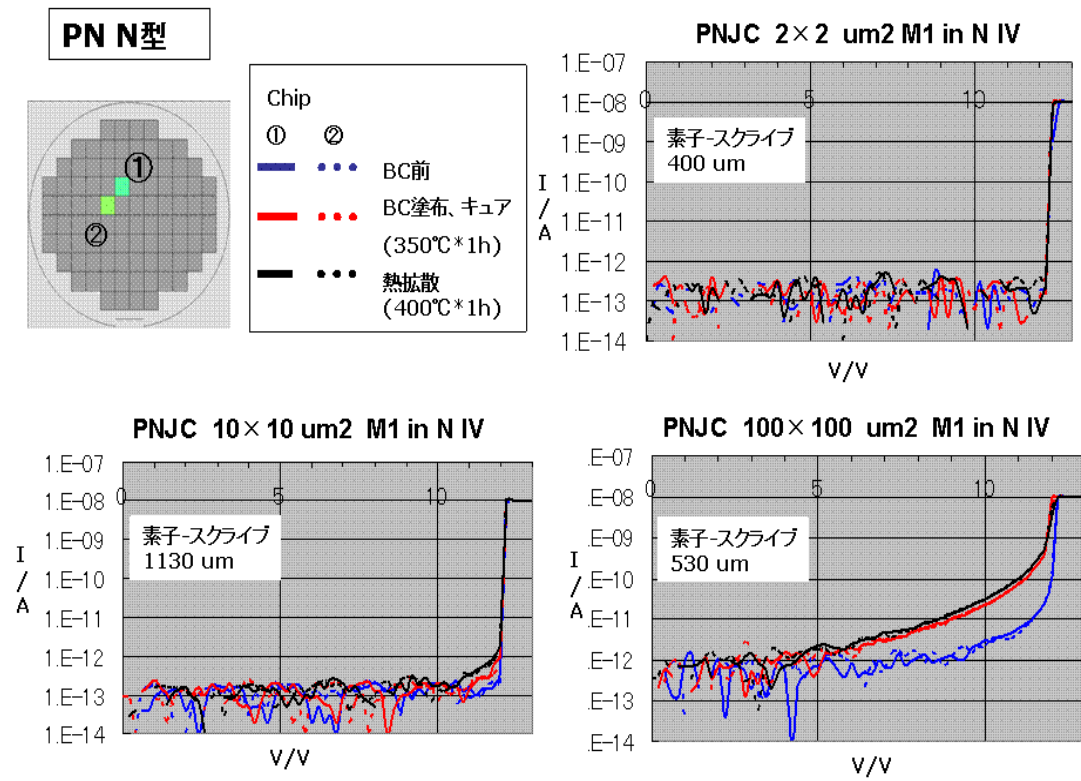 PN N型
Chip
① ②
BC前
BC塗布、キュア
(350℃*1h)
熱拡散
(400℃*1h)
①
②
PNJC 2×2 um2 M1 in N IV
1.E-07
1.E-08
1.E-09
1.E-10
1.E-11
1.E-12
1.E-13
1.E-14
I/A
0 5 10
素子-スクライブ
400 um
V/V
PNJC 10×10 um2 M1 in N IV
1.E-07
1.E-08
1.E-09
1.E-10
1.E-11
1.E-12
1.E-13
1.E-14
I/A
0 5 10
素子-スクライブ
1130 um
V/V
PNJC 100×100 um2 M1 in N IV
.E-07
.E-08
.E-09
.E-10
.E-11
.E-12
.E-13
.E-14
I/A
0 5 10
素子-スクライブ
530 um
V/V